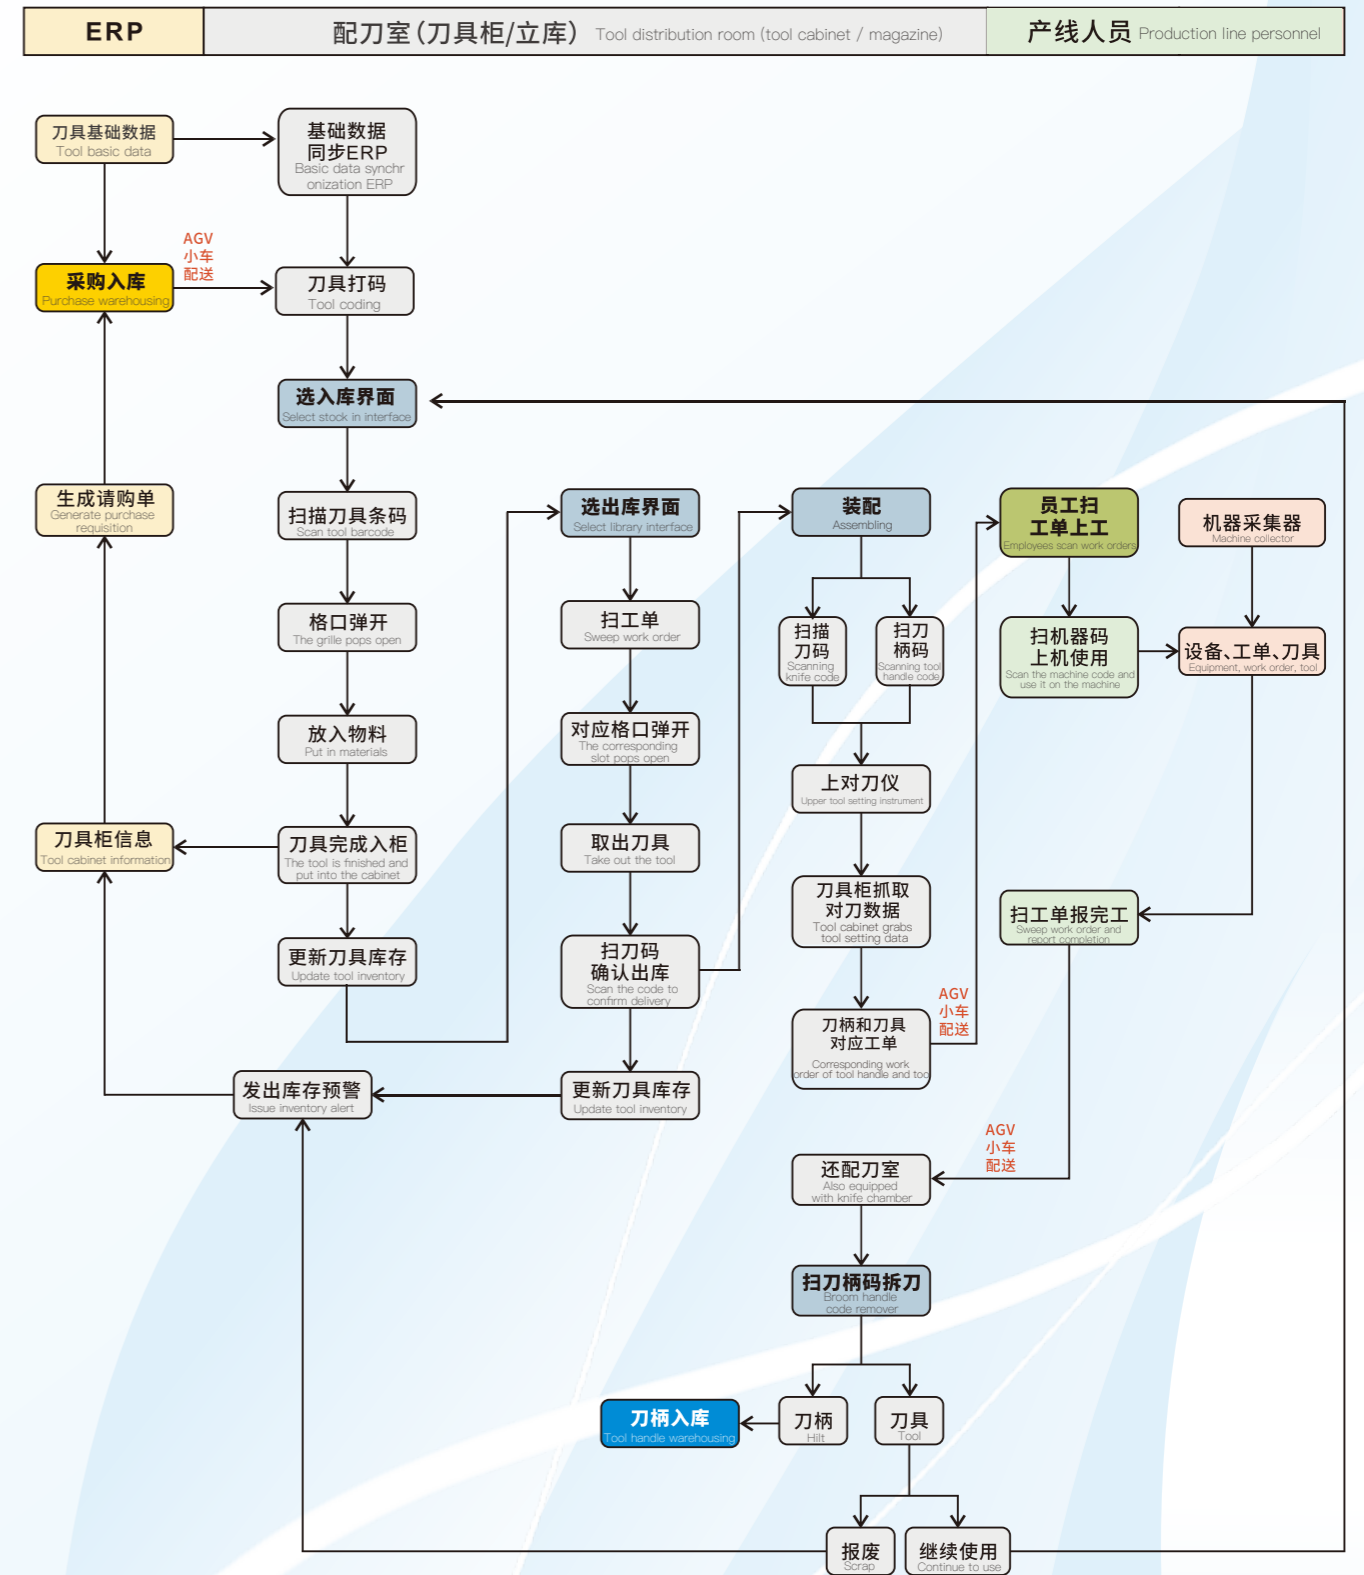 ERP
配刀室(刀具柜/立库) Tool distribution room (tool cabinet / magazine)
产线人员 Production line personnel
刀具基础数据
Tool basic data
基础数据
同步ERP
Basic data synchr
onization ERP
AGV
小车
配送
采购入库
Purchase warehousing
刀具打码
Tool coding
选入库界面
Select stock in interface
生成请购单
Generate purchase
requisition
扫描刀具条码
Scan tool barcode
选出库界面
Select library interface
装配
Assembling
员工扫
工单上工
Employees scan work orders
机器采集器
Machine collector
格口弹开
The grille pops open
扫工单
Sweep work order
扫描
刀码
Scanning
knife code
扫刀
柄码
Scanning tool
handle code
扫机器码
上机使用
Scan the machine code and
use it on the machine
设备、工单、刀具
Equipment, work order, tool
放入物料
Put in materials
对应格口弹开
The corresponding
slot pops open
上对刀仪
Upper tool setting instrument
刀具柜信息
Tool cabinet information
刀具完成入柜
The tool is finished and
put into the cabinet
取出刀具
Take out the tool
刀具柜抓取
对刀数据
Tool cabinet grabs
tool setting data
扫工单报完工
Sweep work order and
report completion
更新刀具库存
Update tool inventory
扫刀码
确认出库
Scan the code to
confirm delivery
AGV
小车
配送
刀柄和刀具
对应工单
Corresponding work
order of tool handle and too
发出库存预警
Issue inventory alert
更新刀具库存
Update tool inventory
AGV
小车
配送
还配刀室
Also equipped
with knife chamber
扫刀柄码拆刀
Broom handle
code remover
刀柄入库
Tool handle warehousing
刀柄
Hilt
刀具
Tool
报废
Scrap
继续使用
Continue to use